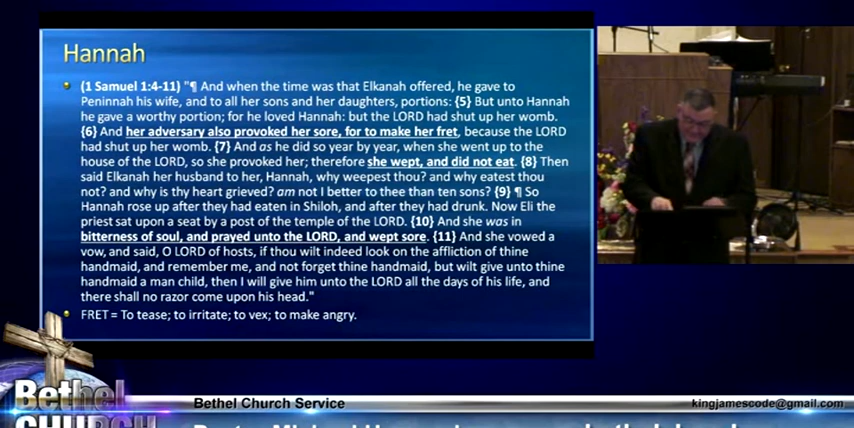 Hannah
(1 Samuel 1:4-11) "¶ And when the time was that Elkanah offered, he gave to
Peninnah his wife, and to all her sons and her daughters, portions: {5} But unto Hannah
he gave a worthy portion; for he loved Hannah: but the LORD had shut up her womb.
{6} And her adversary also provoked her sore, for to make her fret, because the LORD
had shut up her womb. {7} And as he did so year by year, when she went up to the
house of the LORD, so she provoked her; therefore she wept, and did not eat. {8} Then
said Elkanah her husband to her, Hannah, why weepest thou? and why eatest thou
not? and why is thy heart grieved? am not I better to thee than ten sons? {9} ¶ So
Hannah rose up after they had eaten in Shiloh, and after they had drunk. Now Eli the
priest sat upon a seat by a post of the temple of the LORD. {10} And she was in
bitterness of soul, and prayed unto the LORD, and wept sore. {11} And she vowed a
vow, and said, O LORD of hosts, if thou wilt indeed look on the affliction of thine
handmaid, and remember me, and not forget thine handmaid, but wilt give unto thine
handmaid a man child, then I will give him unto the LORD all the days of his life, and
there shall no razor come upon his head."
FRET = To tease; to irritate; to vex; to make angry.
Bethel
CHURCH
Bethel Church Service
kingjamescode@gmail.com